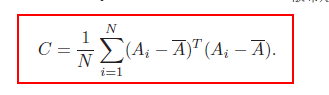 C = \frac{1}{N} \sum_{i=1}^{N} (A_i - \overline{A})^T (A_i - \overline{A}).